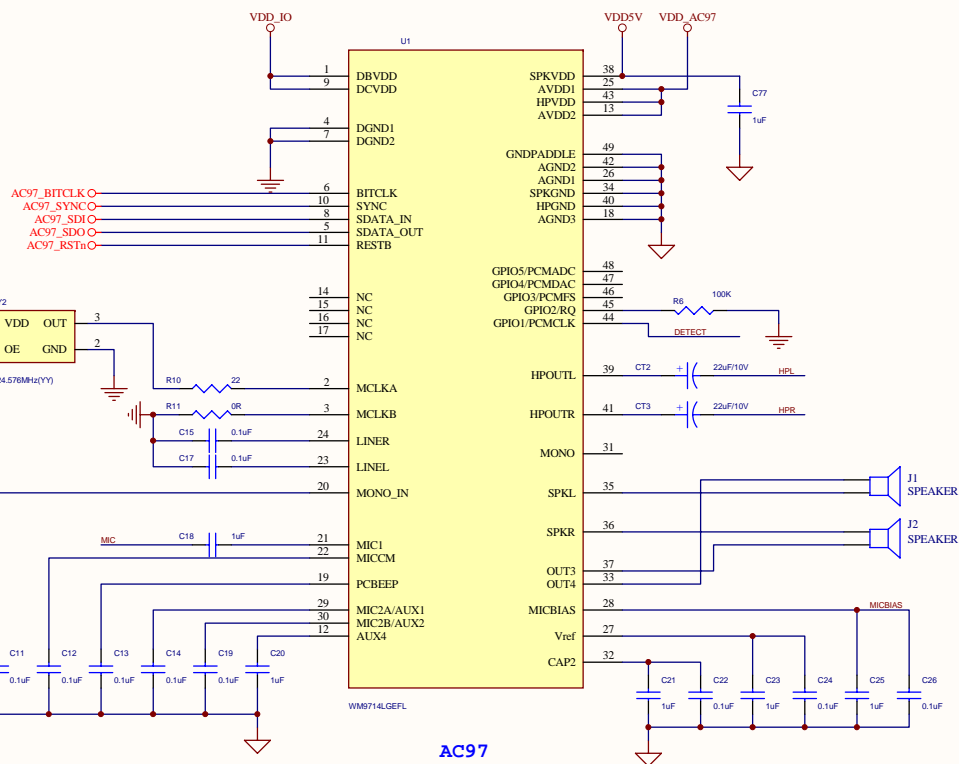 VDD_IO
VDD5V VDD_AC97
U1
1 DBVDD SPKVDD 38
9 DCVDD AVDD1 25
HPVDD 43
AVDD2 13
C77
1uF
4 DGND1
7 DGND2
GNDPADDLE 49
AGND2 42
AGND1 26
SPKGND 34
HPGND 40
AGND3 18
AC97_BITCLK 6 BITCLK
AC97_SYNC 10 SYNC
AC97_SDI 8 SDATA_IN
AC97_SDO 5 SDATA_OUT
AC97_RSTn 11 RESTB
GPIO5/PCMADC 48
GPIO4/PCMDAC 47
GPIO3/PCMFS 46
GPIO2/RQ 45 R6 100K
GPIO1/PCMCLK 44 DETECT
14 NC
15 NC
16 NC
17 NC
Y2
VDD OUT 3
OE GND 2
24.576MHz(YY)
R10 22 2 MCLKA
R11 0R 3 MCLKB
C15 0.1uF 24 LINER
C17 0.1uF 23 LINEL
20 MONO_IN
HPOUTL 39 CT2 + 22uF/10V HPL
HPOUTR 41 CT3 + 22uF/10V HPR
MONO 31
SPKL 35
J1
SPEAKER
SPKR 36
J2
SPEAKER
OUT3 37
OUT4 33
MIC C18 1uF 21 MIC1
22 MICCM
19 PCBEEP
29 MIC2A/AUX1
30 MIC2B/AUX2
12 AUX4
MICBIAS 28 MICBIAS
Vref 27
CAP2 32
C11 0.1uF
C12 0.1uF
C13 0.1uF
C14 0.1uF
C19 0.1uF
C20 1uF
C21 1uF
C22 0.1uF
C23 1uF
C24 0.1uF
C25 1uF
C26 0.1uF
WM9714LGEFL
AC97